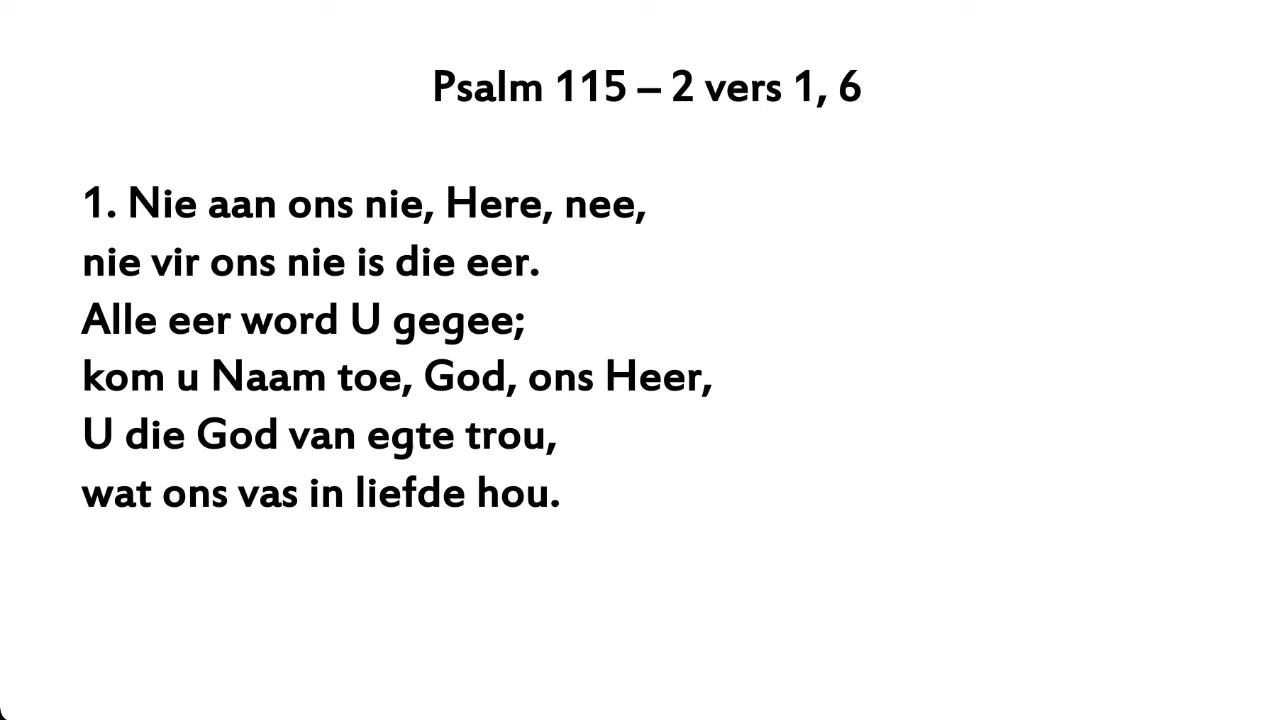 Psalm 115 – 2 vers 1, 6
1. Nie aan ons nie, Here, nee,
nie vir ons nie is die eer.
Alle eer word U gegee;
kom u Naam toe, God, ons Heer,
U die God van egte trou,
wat ons vas in liefde hou.